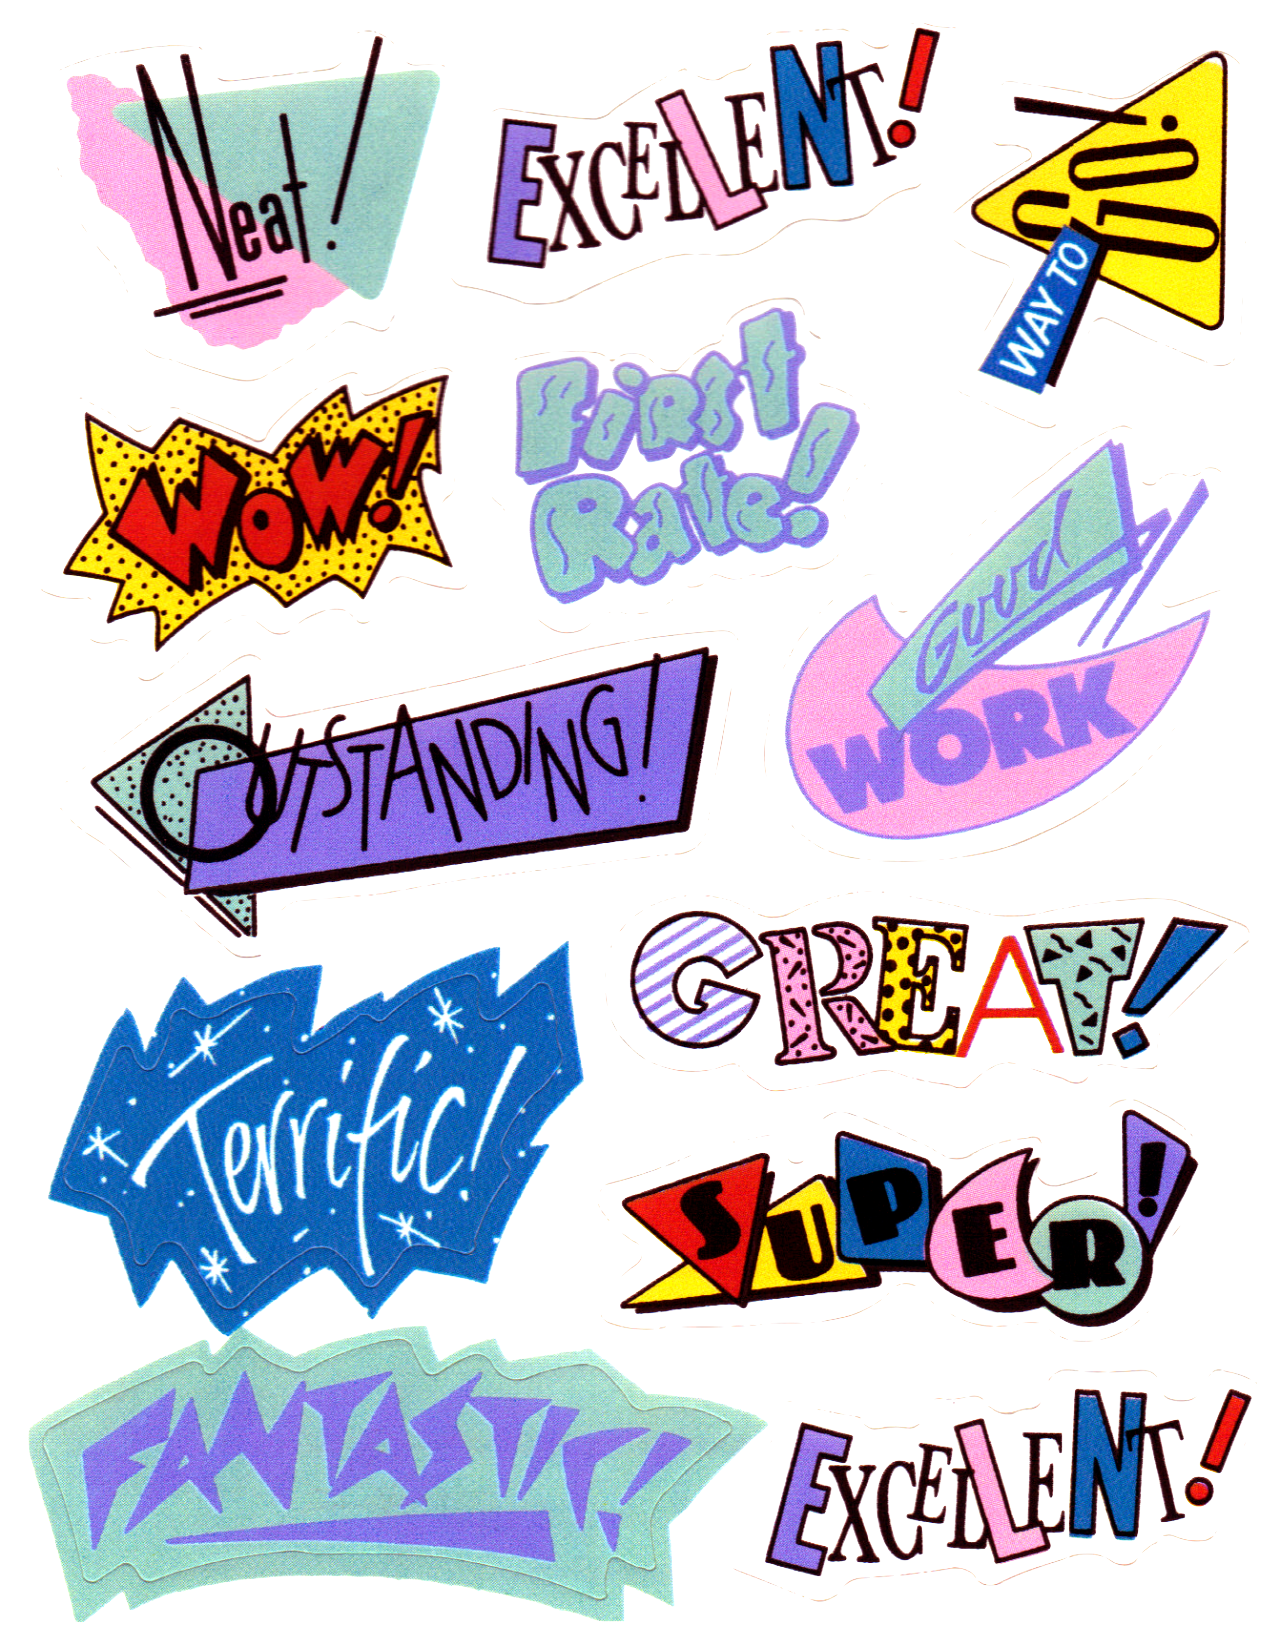 Neat!
EXCELLENT!
WAY TO
GO!
WOW!
First
Rate!
Good
WORK
OUTSTANDING!
GREAT!
Terrific!
SUPER!
FANTASTIC!
EXCELLENT!